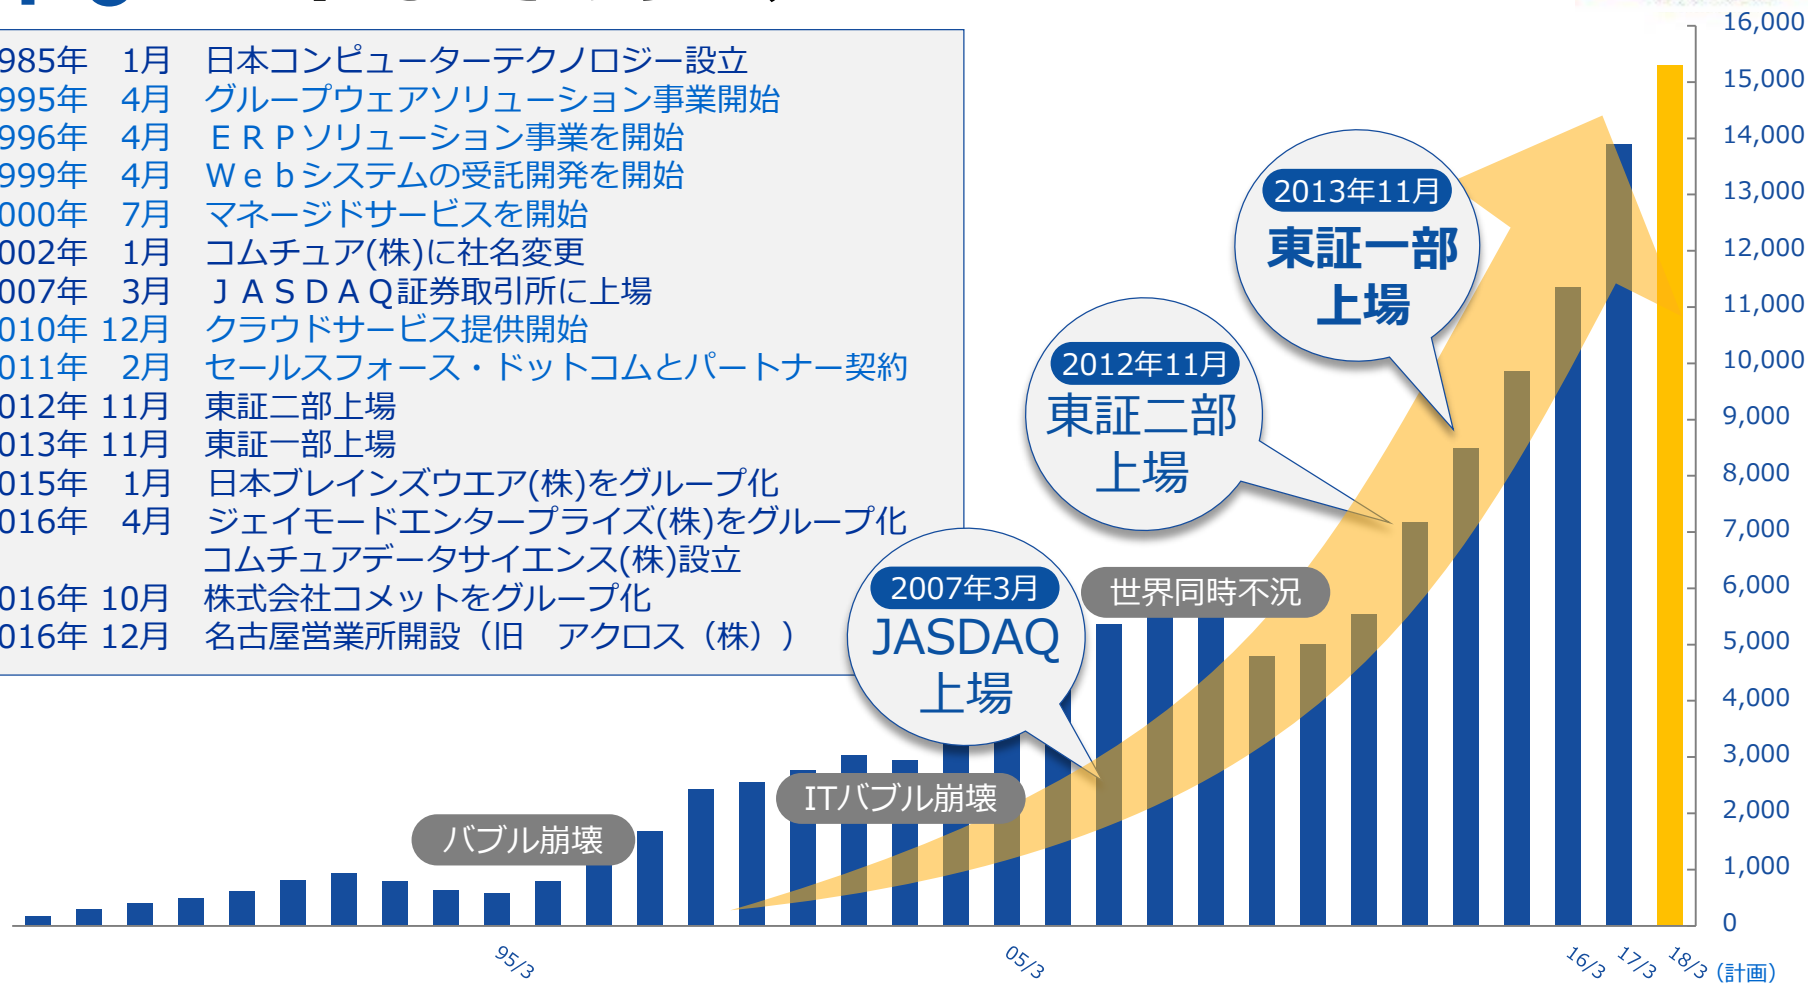 985年 1月 日本コンピューターテクノロジー設立
995年 4月 グループウェアソリューション事業開始
996年 4月 ＥＲＰソリューション事業を開始
999年 4月 Ｗｅｂシステムの受託開発を開始
000年 7月 マネージドサービスを開始
002年 1月 コムチュア(株)に社名変更
007年 3月 ＪＡＳＤＡＱ証券取引所に上場
010年 12月 クラウドサービス提供開始
011年 2月 セールスフォース・ドットコムとパートナー契約
012年 11月 東証二部上場
013年 11月 東証一部上場
015年 1月 日本ブレインズウエア(株)をグループ化
016年 4月 ジェイモードエンタープライズ(株)をグループ化
コムチュアデータサイエンス(株)設立
016年 10月 株式会社コメットをグループ化
016年 12月 名古屋営業所開設（旧　アクロス（株））
2013年11月
東証一部
上場
2012年11月
東証二部
上場
2007年3月
JASDAQ
上場
世界同時不況
ITバブル崩壊
バブル崩壊
16,000
15,000
14,000
13,000
12,000
11,000
10,000
9,000
8,000
7,000
6,000
5,000
4,000
3,000
2,000
1,000
0
95/3
05/3
16/3
17/3
18/3（計画）